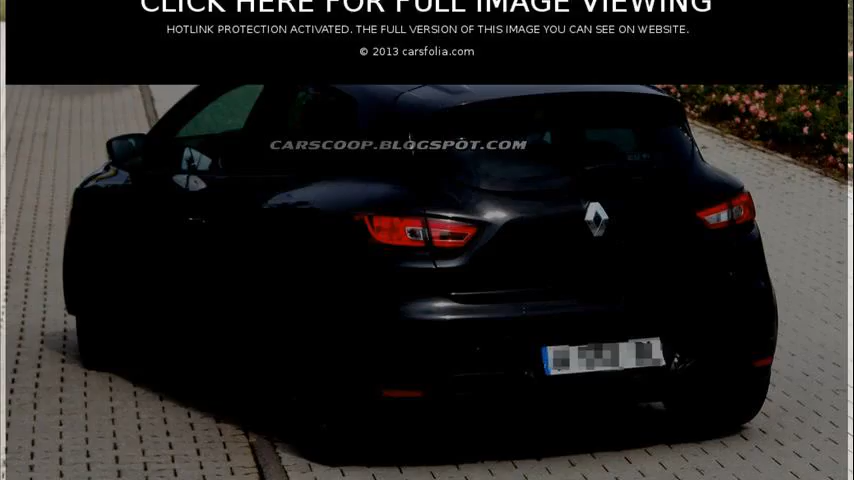 CLICK HERE FOR FULL IMAGE VIEWING
HOTLINK PROTECTION ACTIVATED. THE FULL VERSION OF THIS IMAGE YOU CAN SEE ON WEBSITE.
© 2013 carsfolia.com
CARSCOOP.BLOGSPOT.COM